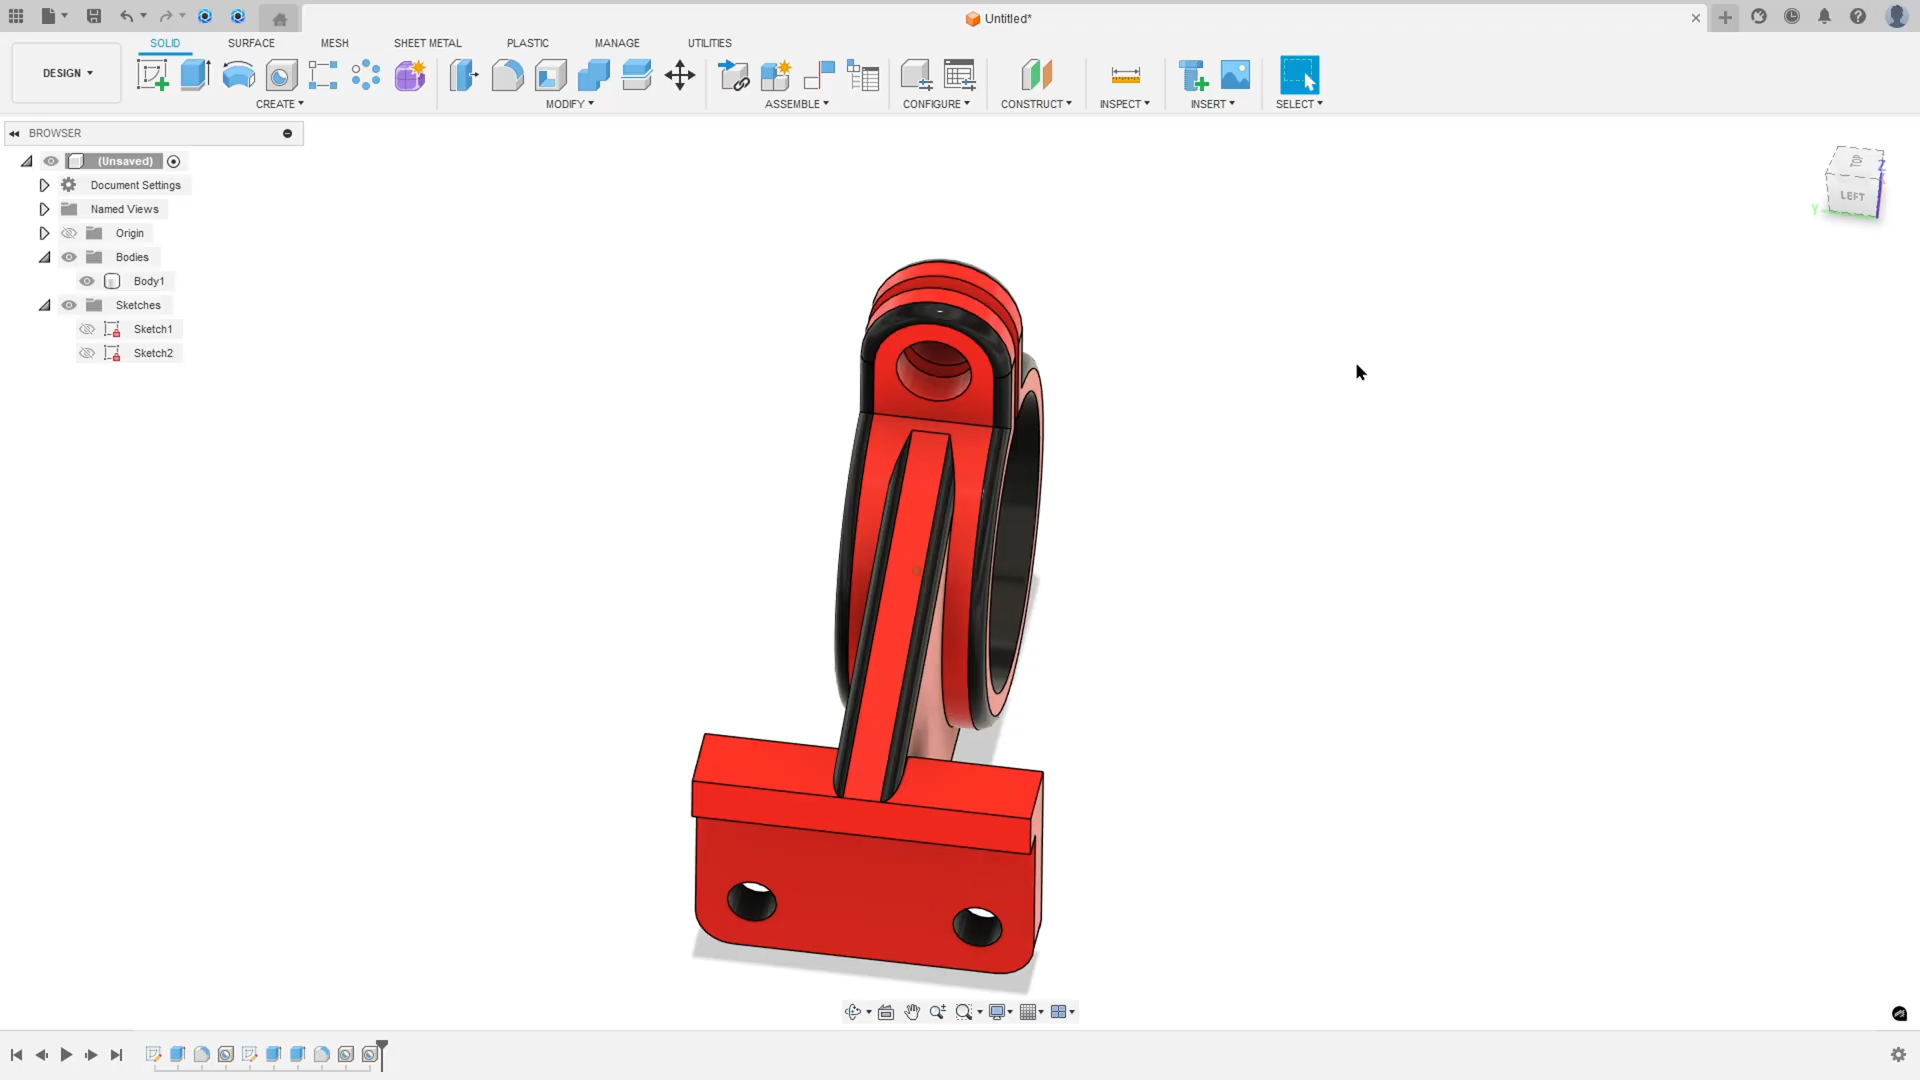 Untitled*
SOLID SURFACE MESH SHEET METAL PLASTIC MANAGE UTILITIES
DESIGN
CREATE MODIFY ASSEMBLE CONFIGURE CONSTRUCT INSPECT INSERT SELECT
BROWSER
(Unsaved)
Document Settings
Named Views
Origin
Bodies
Body1
Sketches
Sketch1
Sketch2
TOP
Z
LEFT
Y